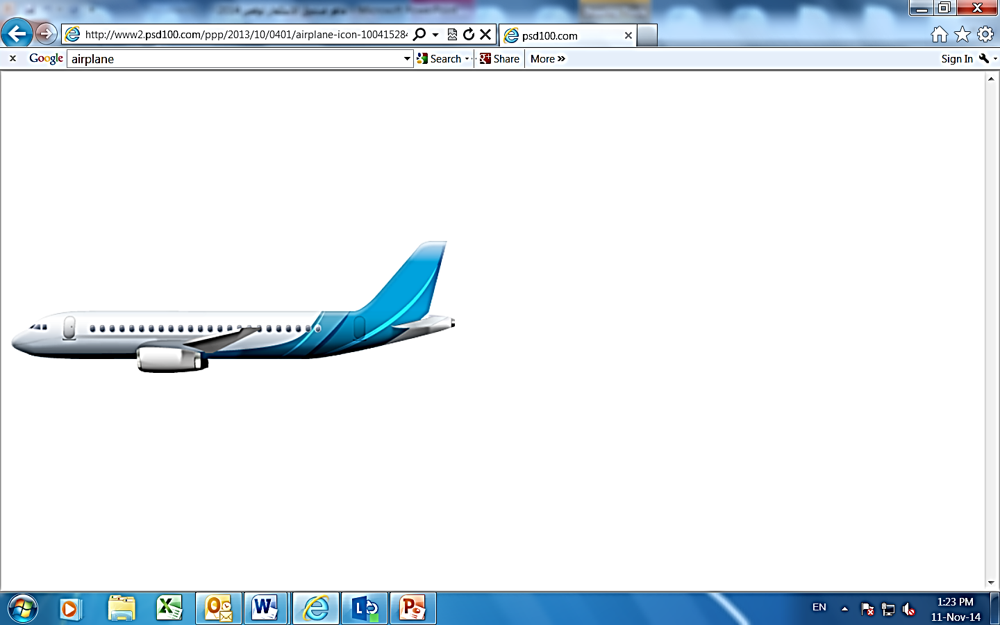 http://www2.psd100.com/ppp/2013/10/0401/airplane-icon-10041528
psd100.com
Google airplane Search Share More » Sign In
EN
1:23 PM
11-Nov-14